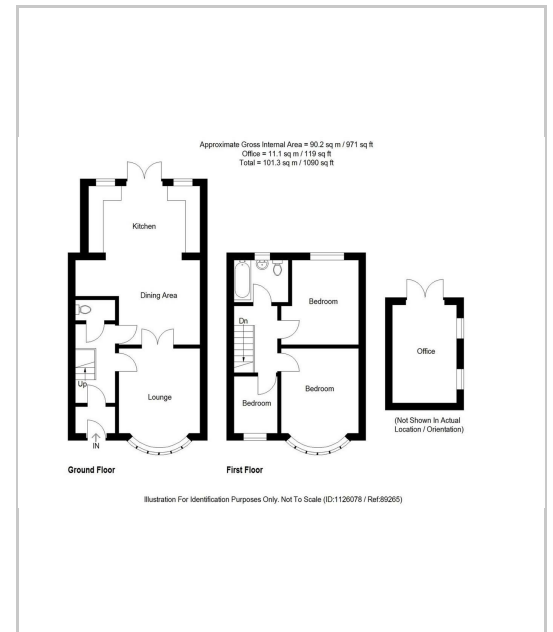 Approximate Gross Internal Area = 90.2 sq m / 971 sq ft
Office = 11.1 sq m / 119 sq ft
Total = 101.3 sq m / 1090 sq ft
Kitchen
Dining Area
Up
Lounge
IN
Ground Floor
Bedroom
Dn
Bedroom
Bedroom
First Floor
Office
(Not Shown In Actual
Location / Orientation)
Illustration For Identification Purposes Only. Not To Scale (ID:1126078 / Ref:89265)